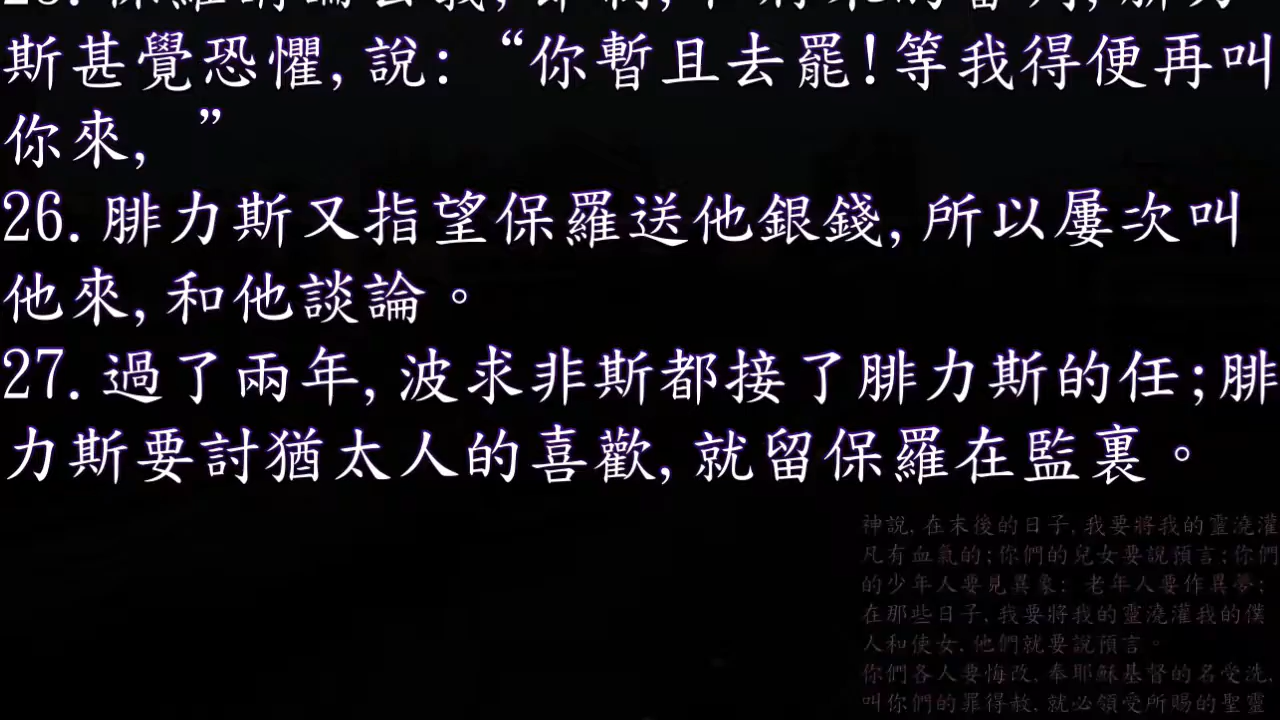 斯甚覺恐懼,說:“你暫且去罷!等我得便再叫
你來,”
26.腓力斯又指望保羅送他銀錢,所以屢次叫
他來,和他談論。
27.過了兩年,波求非斯都接了腓力斯的任;腓
力斯要討猶太人的喜歡,就留保羅在監裏。
神說,在末後的日子,我要將我的靈澆灌
凡有血氣的;你們的兒女要說預言;你們
的少年人要見異象: 老年人要作異夢;
在那些日子,我要將我的靈澆灌我的僕
人和使女,他們就要說預言。
你們各人要悔改,奉耶穌基督的名受洗,
叫你們的罪得赦,就必領受所賜的聖靈